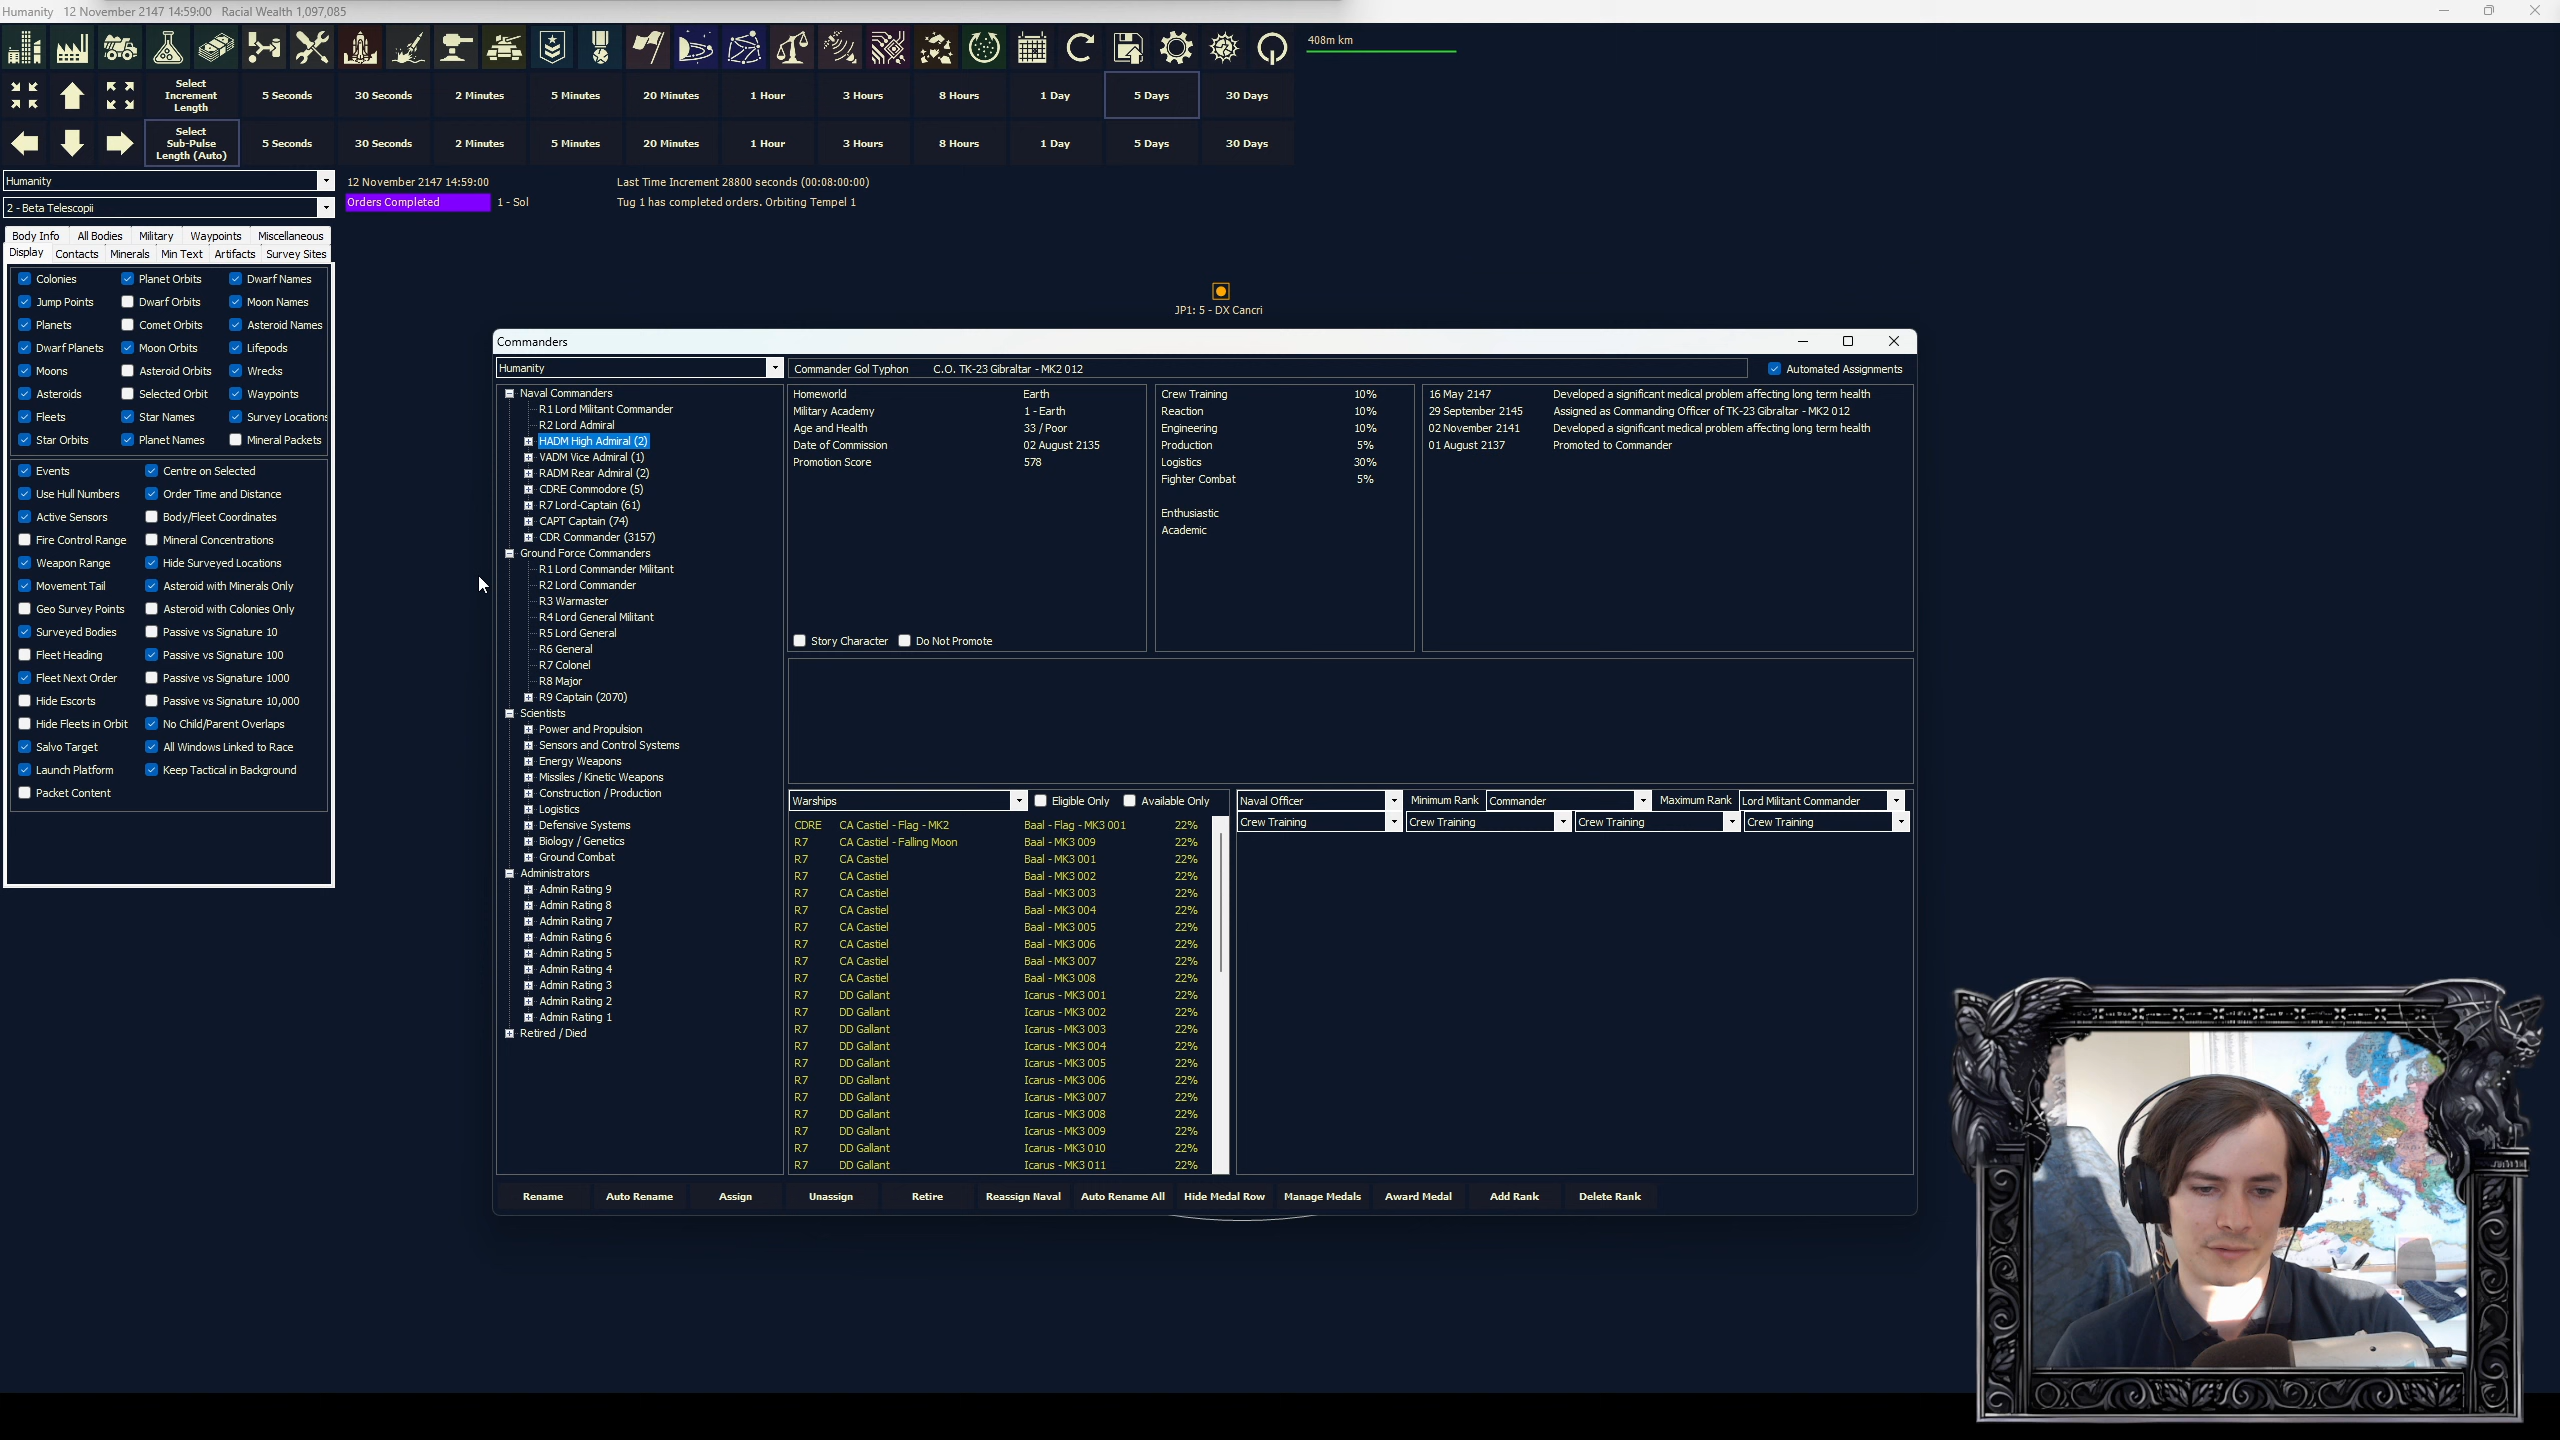 Humanity 12 November 2147 14:59:00 Racial Wealth 1,097,085
408m km
Select Increment Length
5 Seconds 30 Seconds 2 Minutes 5 Minutes 20 Minutes 1 Hour 3 Hours 8 Hours 1 Day 5 Days 30 Days
Select Sub-Pulse Length (Auto)
5 Seconds 30 Seconds 2 Minutes 5 Minutes 20 Minutes 1 Hour 3 Hours 8 Hours 1 Day 5 Days 30 Days
Humanity
2 - Beta Telescopii
12 November 2147 14:59:00 Last Time Increment 28800 seconds (00:08:00:00)
Orders Completed 1 - Sol Tug 1 has completed orders. Orbiting Tempel 1
Body Info All Bodies Military Waypoints Miscellaneous
Display Contacts Minerals Min Text Artifacts Survey Sites
Colonies Planet Orbits Dwarf Names
Jump Points Dwarf Orbits Moon Names
Planets Comet Orbits Asteroid Names
Dwarf Planets Moon Orbits Lifepods
Moons Asteroid Orbits Wrecks
Asteroids Selected Orbit Waypoints
Fleets Star Names Survey Locations
Star Orbits Planet Names Mineral Packets
Events Centre on Selected
Use Hull Numbers Order Time and Distance
Active Sensors Body/Fleet Coordinates
Fire Control Range Mineral Concentrations
Weapon Range Hide Surveyed Locations
Movement Tail Asteroid with Minerals Only
Geo Survey Points Asteroid with Colonies Only
Surveyed Bodies Passive vs Signature 10
Fleet Heading Passive vs Signature 100
Fleet Next Order Passive vs Signature 1000
Hide Escorts Passive vs Signature 10,000
Hide Fleets in Orbit No Child/Parent Overlaps
Salvo Target All Windows Linked to Race
Launch Platform Keep Tactical in Background
Packet Content
JP1: 5 - DX Cancri
Commanders
Humanity
Commander Gol Typhon C.O. TK-23 Gibraltar - MK2 012
Automated Assignments
Naval Commanders
R1 Lord Militant Commander
R2 Lord Admiral
HADM High Admiral (2)
VADM Vice Admiral (1)
RADM Rear Admiral (2)
CDRE Commodore (5)
R7 Lord-Captain (61)
CAPT Captain (74)
CDR Commander (3157)
Ground Force Commanders
R1 Lord Commander Militant
R2 Lord Commander
R3 Warmaster
R4 Lord General Militant
R5 Lord General
R6 General
R7 Colonel
R8 Major
R9 Captain (2070)
Scientists
Power and Propulsion
Sensors and Control Systems
Energy Weapons
Missiles / Kinetic Weapons
Construction / Production
Logistics
Defensive Systems
Biology / Genetics
Ground Combat
Administrators
Admin Rating 9
Admin Rating 8
Admin Rating 7
Admin Rating 6
Admin Rating 5
Admin Rating 4
Admin Rating 3
Admin Rating 2
Admin Rating 1
Retired / Died
Homeworld Earth
Military Academy 1 - Earth
Age and Health 33 / Poor
Date of Commission 02 August 2135
Promotion Score 578
Story Character Do Not Promote
Crew Training 10%
Reaction 10%
Engineering 10%
Production 5%
Logistics 30%
Fighter Combat 5%
Enthusiastic
Academic
16 May 2147 Developed a significant medical problem affecting long term health
29 September 2145 Assigned as Commanding Officer of TK-23 Gibraltar - MK2 012
02 November 2141 Developed a significant medical problem affecting long term health
01 August 2137 Promoted to Commander
Warships Eligible Only Available Only
CDRE CA Castiel - Flag - MK2 Baal - Flag - MK3 001 22%
R7 CA Castiel - Falling Moon Baal - MK3 009 22%
R7 CA Castiel Baal - MK3 001 22%
R7 CA Castiel Baal - MK3 002 22%
R7 CA Castiel Baal - MK3 003 22%
R7 CA Castiel Baal - MK3 004 22%
R7 CA Castiel Baal - MK3 005 22%
R7 CA Castiel Baal - MK3 006 22%
R7 CA Castiel Baal - MK3 007 22%
R7 CA Castiel Baal - MK3 008 22%
R7 DD Gallant Icarus - MK3 001 22%
R7 DD Gallant Icarus - MK3 002 22%
R7 DD Gallant Icarus - MK3 003 22%
R7 DD Gallant Icarus - MK3 004 22%
R7 DD Gallant Icarus - MK3 005 22%
R7 DD Gallant Icarus - MK3 006 22%
R7 DD Gallant Icarus - MK3 007 22%
R7 DD Gallant Icarus - MK3 008 22%
R7 DD Gallant Icarus - MK3 009 22%
R7 DD Gallant Icarus - MK3 010 22%
R7 DD Gallant Icarus - MK3 011 22%
Naval Officer Minimum Rank Commander Maximum Rank Lord Militant Commander
Crew Training Crew Training Crew Training Crew Training
Rename Auto Rename Assign Unassign Retire Reassign Naval Auto Rename All Hide Medal Row Manage Medals Award Medal Add Rank Delete Rank